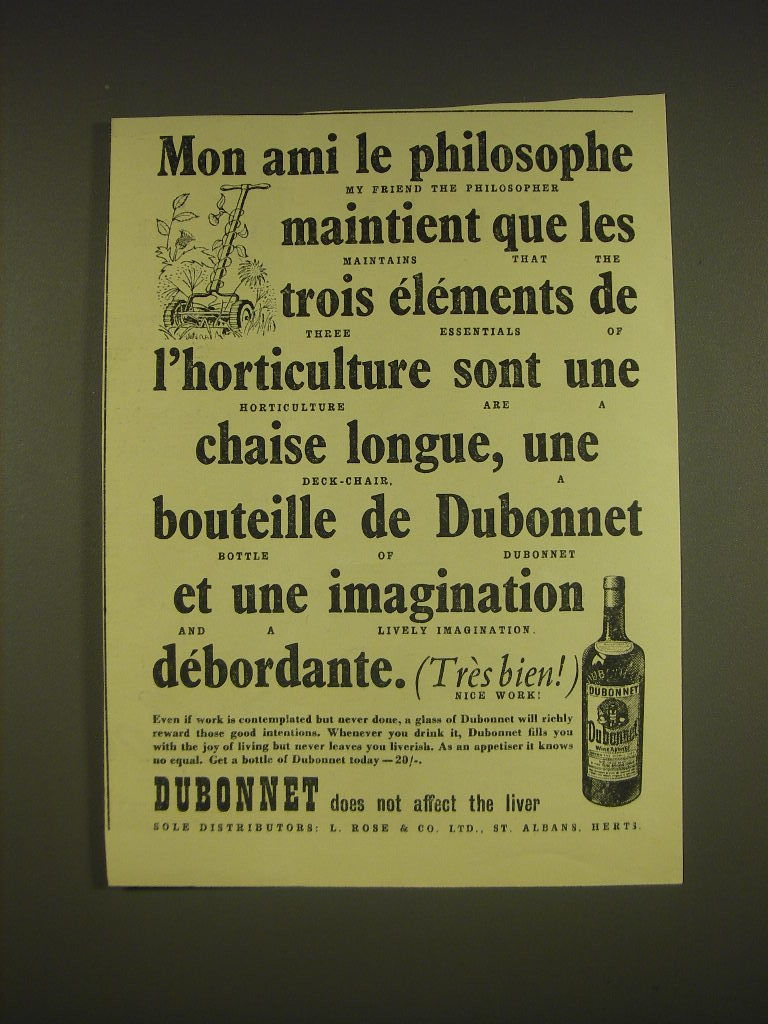 Mon ami le philosophe
MY FRIEND THE PHILOSOPHER
maintient que les
MAINTAINS THAT THE
trois éléments de
THREE ESSENTIALS OF
l'horticulture sont une
HORTICULTURE ARE A
chaise longue, une
DECK-CHAIR, A
bouteille de Dubonnet
BOTTLE OF DUBONNET
et une imagination
AND A LIVELY IMAGINATION.
débordante. (Très bien!)
NICE WORK!
Even if work is contemplated but never done, a glass of Dubonnet will richly
reward those good intentions. Whenever you drink it, Dubonnet fills you
with the joy of living but never leaves you liverish. As an appetiser it knows
no equal. Get a bottle of Dubonnet today — 20/-.
DUBONNET does not affect the liver
SOLE DISTRIBUTORS: L. ROSE & CO. LTD., ST. ALBANS, HERTS.
DUBONNET
DUBONNET
Dubonnet